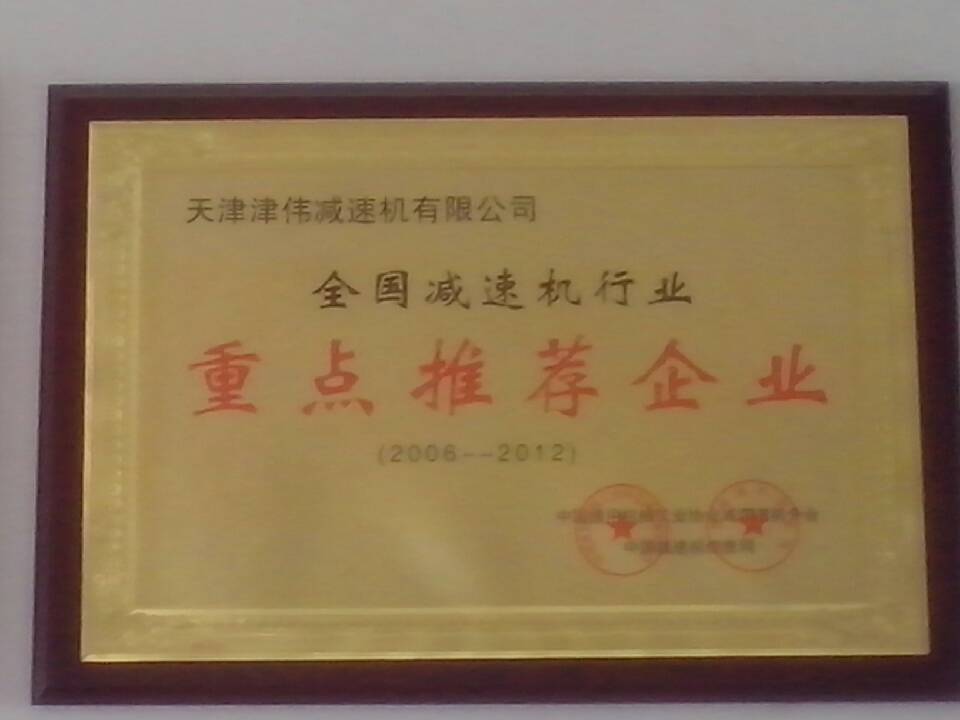 天津津伟减速机有限公司
全国减速机行业
重点推荐企业
(2006--2012)